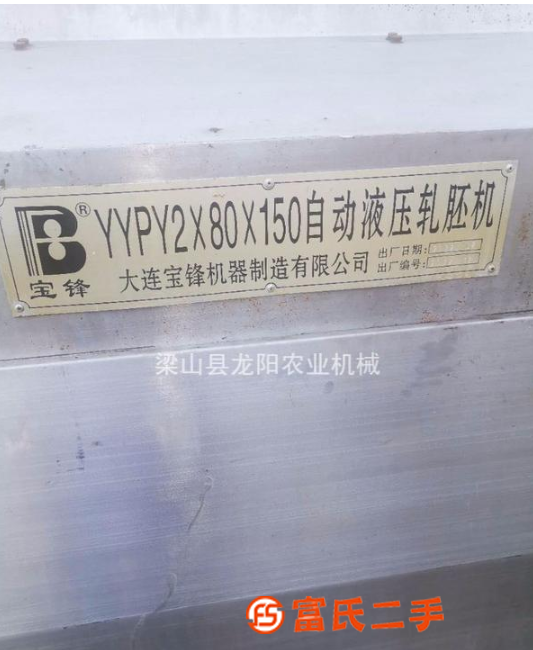 YYPY2X80X150自动液压轧胚机
®
宝锋
大连宝锋机器制造有限公司
出厂日期:
出厂编号:
梁山县龙阳农业机械
富氏二手